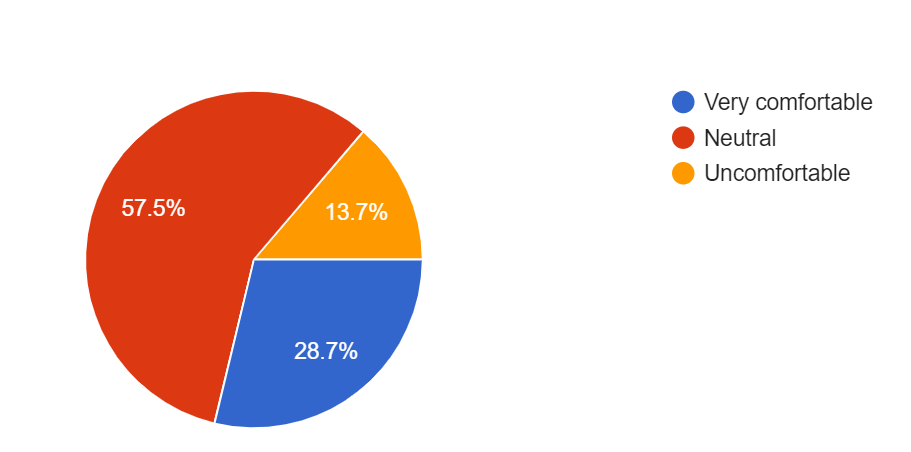 Very comfortable
Neutral
Uncomfortable
57.5%
13.7%
28.7%